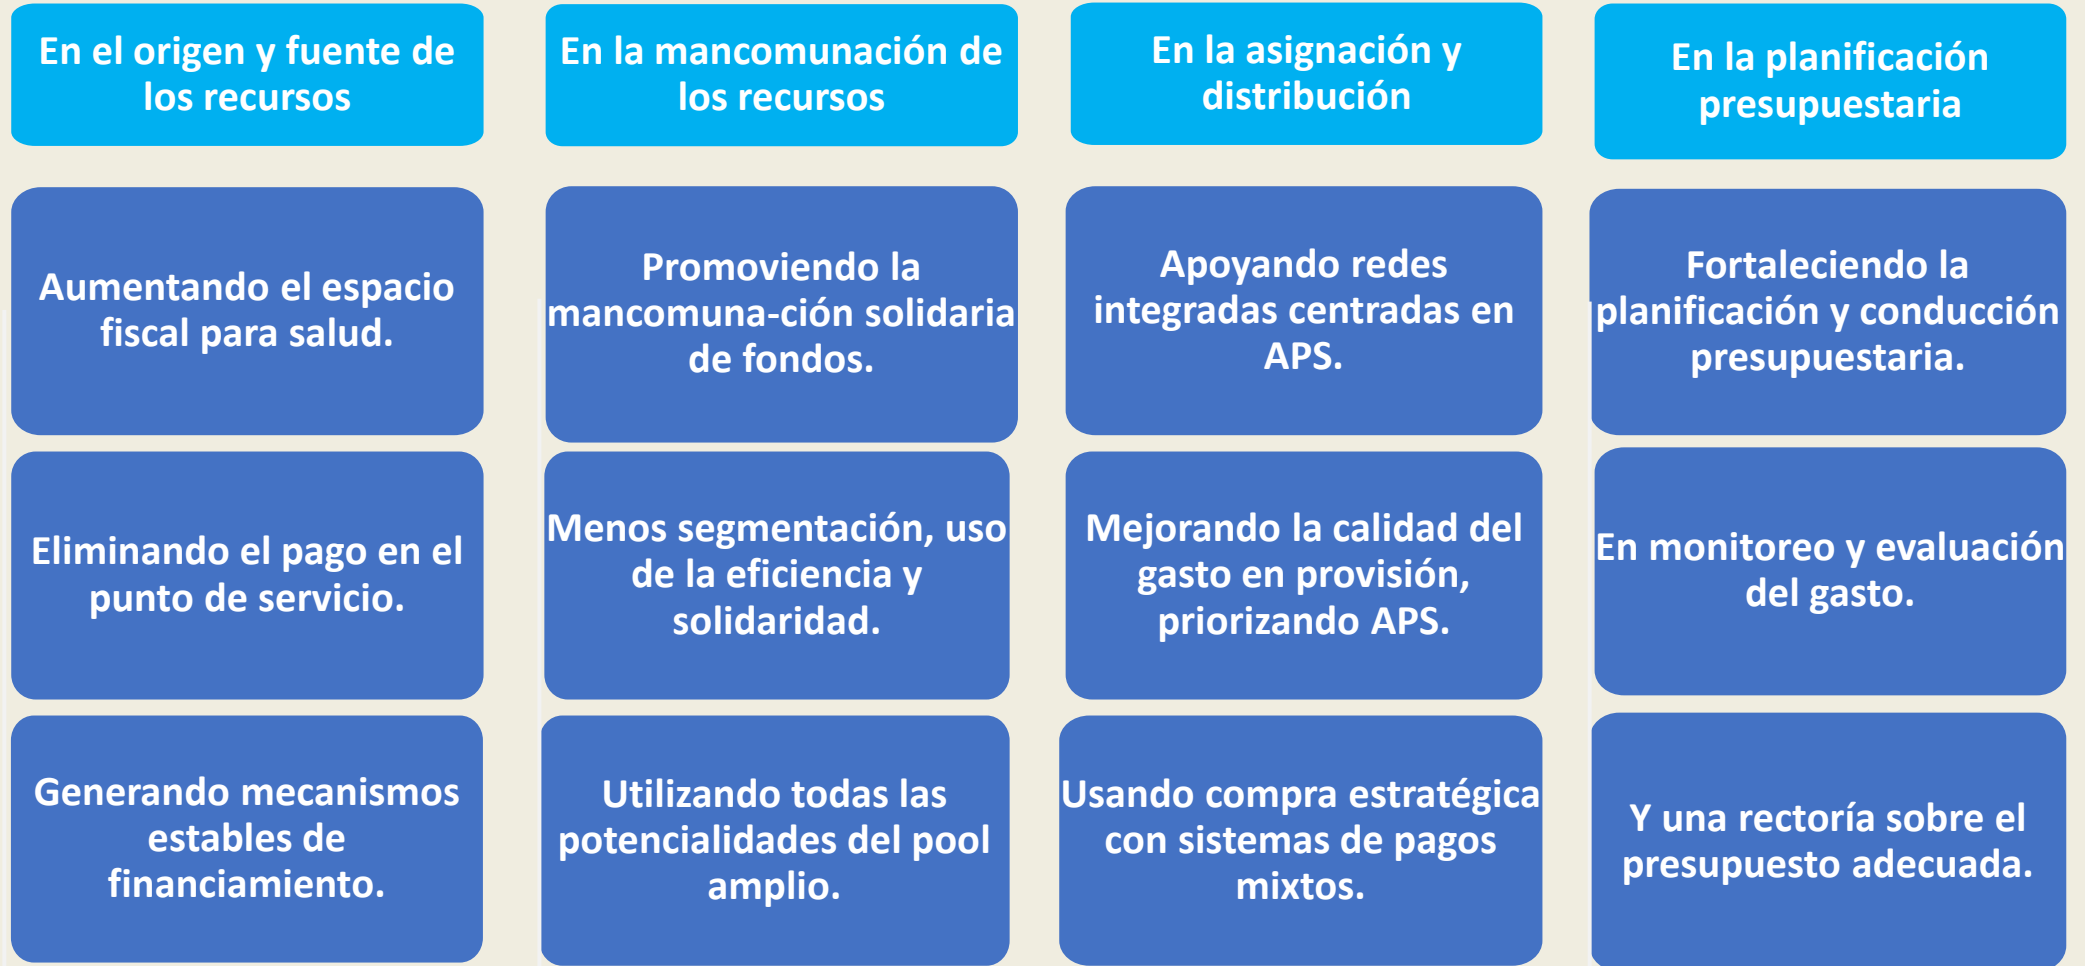 En el origen y fuente de
los recursos
Aumentando el espacio
fiscal para salud.
Eliminando el pago en el
punto de servicio.
Generando mecanismos
estables de
financiamiento.
En la mancomunación de
los recursos
Promoviendo la
mancomuna-ción solidaria
de fondos.
Menos segmentación, uso
de la eficiencia y
solidaridad.
Utilizando todas las
potencialidades del pool
amplio.
En la asignación y
distribución
Apoyando redes
integradas centradas en
APS.
Mejorando la calidad del
gasto en provisión,
priorizando APS.
Usando compra estratégica
con sistemas de pagos
mixtos.
En la planificación
presupuestaria
Fortaleciendo la
planificación y conducción
presupuestaria.
En monitoreo y evaluación
del gasto.
Y una rectoría sobre el
presupuesto adecuada.